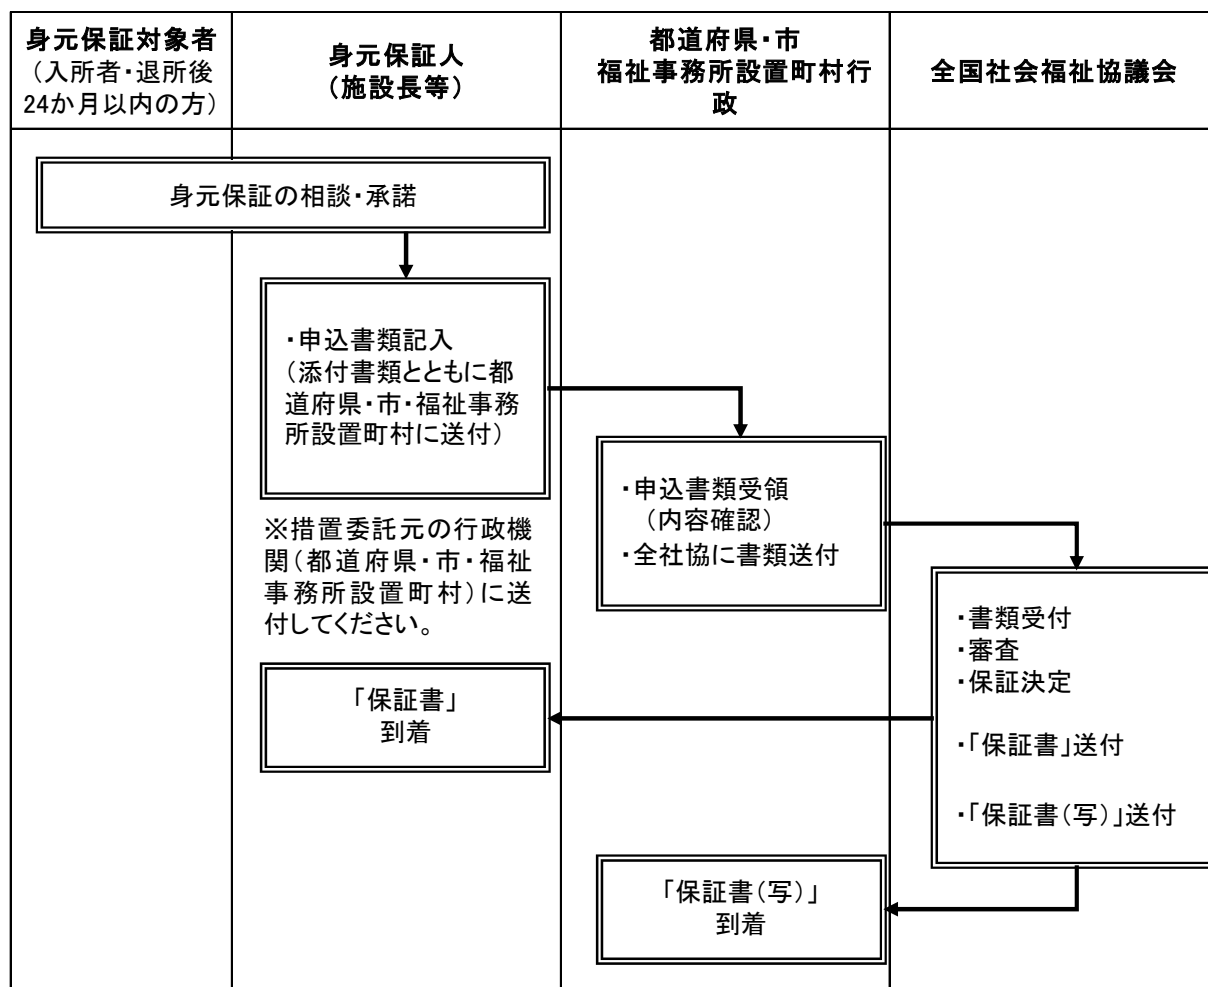 身元保証対象者
（入所者・退所後
24か月以内の方）
身元保証人
（施設長等）
都道府県・市
福祉事務所設置町村行
政
全国社会福祉協議会
身元保証の相談・承諾
・申込書類記入
（添付書類とともに都
道府県・市・福祉事務
所設置町村に送付）
※措置委託元の行政機
関（都道府県・市・福祉
事務所設置町村）に送
付してください。
・申込書類受領
（内容確認）
・全社協に書類送付
・書類受付
・審査
・保証決定
・「保証書」送付
・「保証書（写）」送付
「保証書」
到着
「保証書（写）」
到着